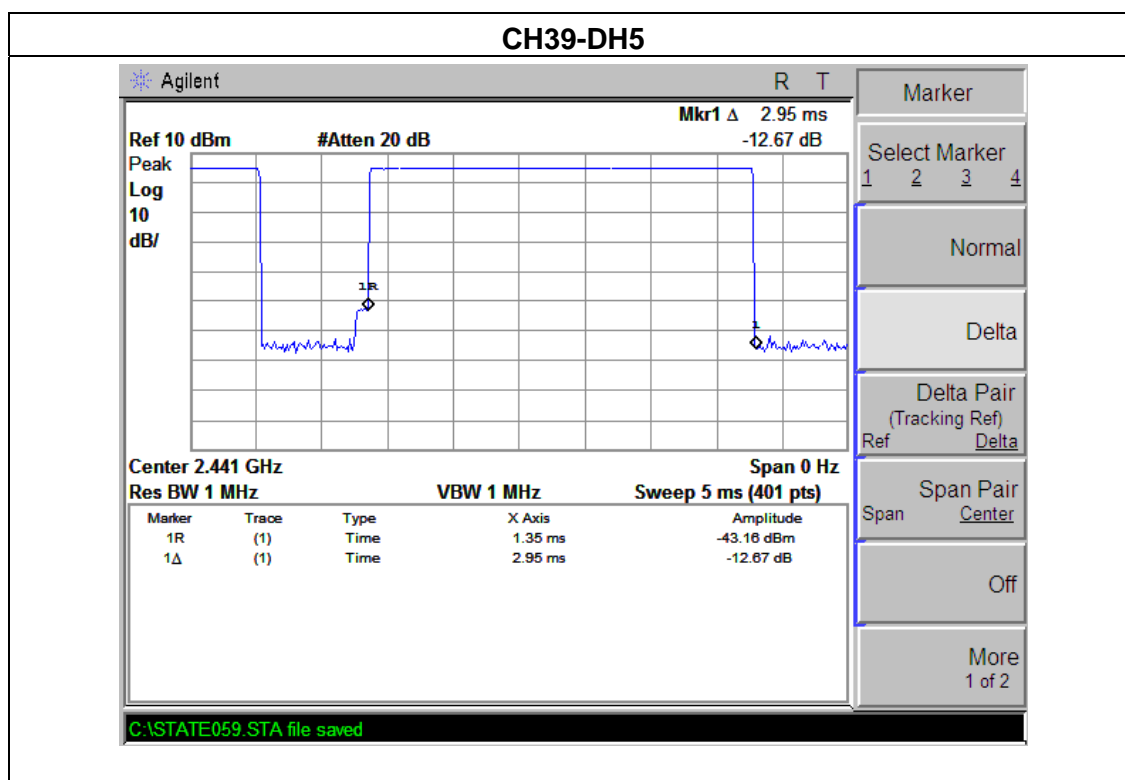 CH39-DH5
Agilent R T
Mkr1 Δ 2.95 ms
Ref 10 dBm #Atten 20 dB -12.67 dB
Peak
Log
10
dB/
1R
1
Center 2.441 GHz Span 0 Hz
Res BW 1 MHz VBW 1 MHz Sweep 5 ms (401 pts)
Marker Trace Type X Axis Amplitude
1R (1) Time 1.35 ms -43.16 dBm
1Δ (1) Time 2.95 ms -12.67 dB
C:\STATE059.STA file saved
Marker
Select Marker
1 2 3 4
Normal
Delta
Delta Pair
(Tracking Ref)
Ref Delta
Span Pair
Span Center
Off
More
1 of 2